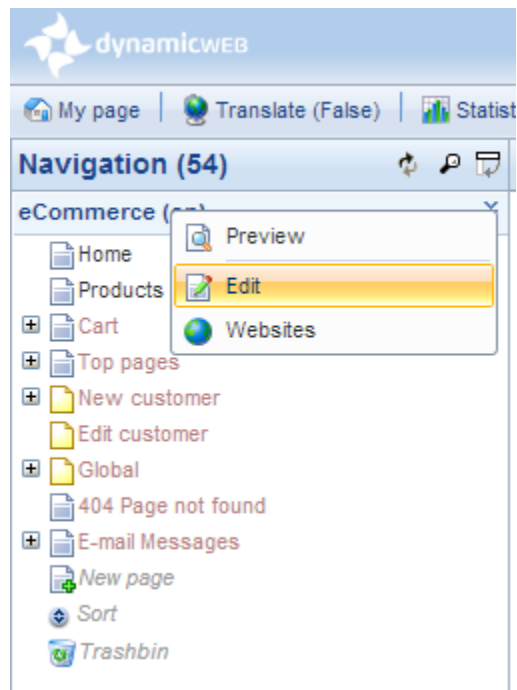 dynamicWEB
My page Translate (False) Statist
Navigation (54)
eCommerce
Preview
Home
Edit
Products
Websites
Cart
Top pages
New customer
Edit customer
Global
404 Page not found
E-mail Messages
New page
Sort
Trashbin